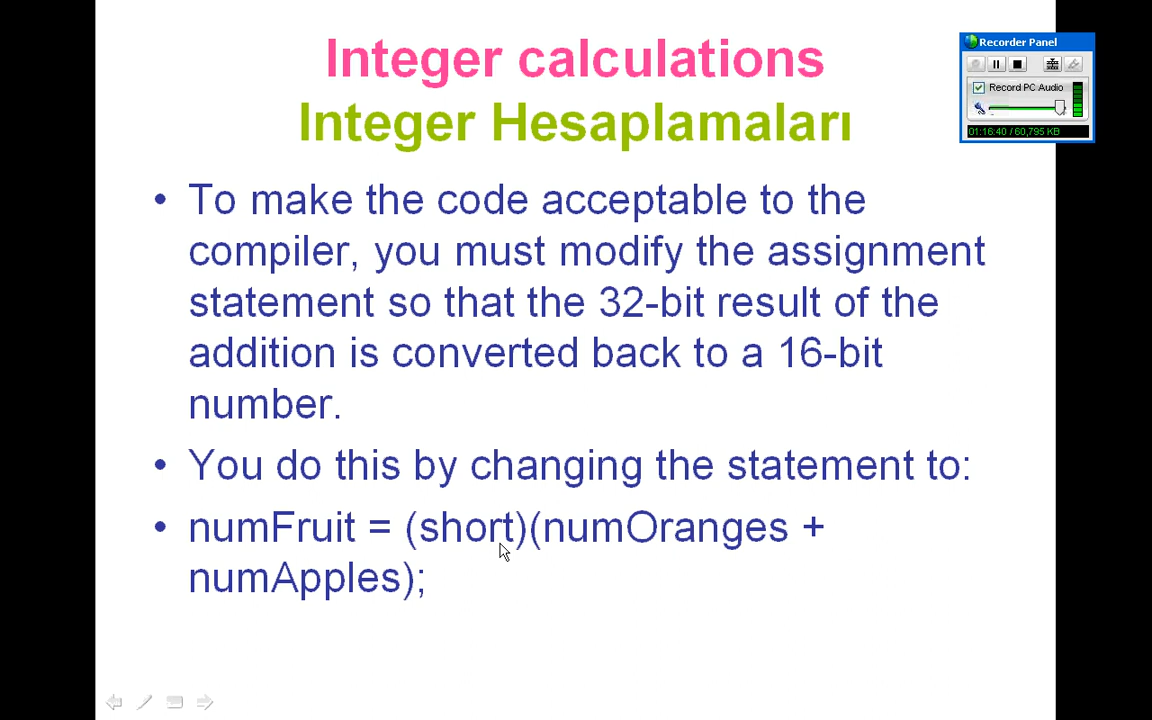 Integer calculations
Integer Hesaplamaları
• To make the code acceptable to the
compiler, you must modify the assignment
statement so that the 32-bit result of the
addition is converted back to a 16-bit
number.
• You do this by changing the statement to:
• numFruit = (short)(numOranges +
numApples);
Recorder Panel
Record PC Audio
01:16:40 / 60,795 KB